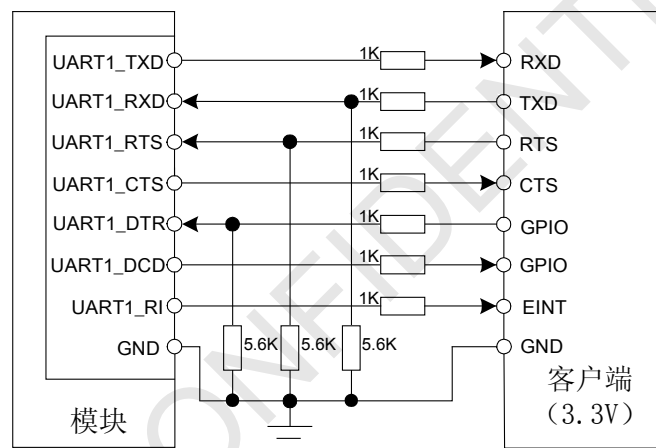 UART1_TXD 1K RXD
UART1_RXD 1K TXD
UART1_RTS 1K RTS
UART1_CTS 1K CTS
UART1_DTR 1K GPIO
UART1_DCD 1K GPIO
UART1_RI 1K EINT
GND 5.6K 5.6K 5.6K GND
模块
客户端
(3.3V)